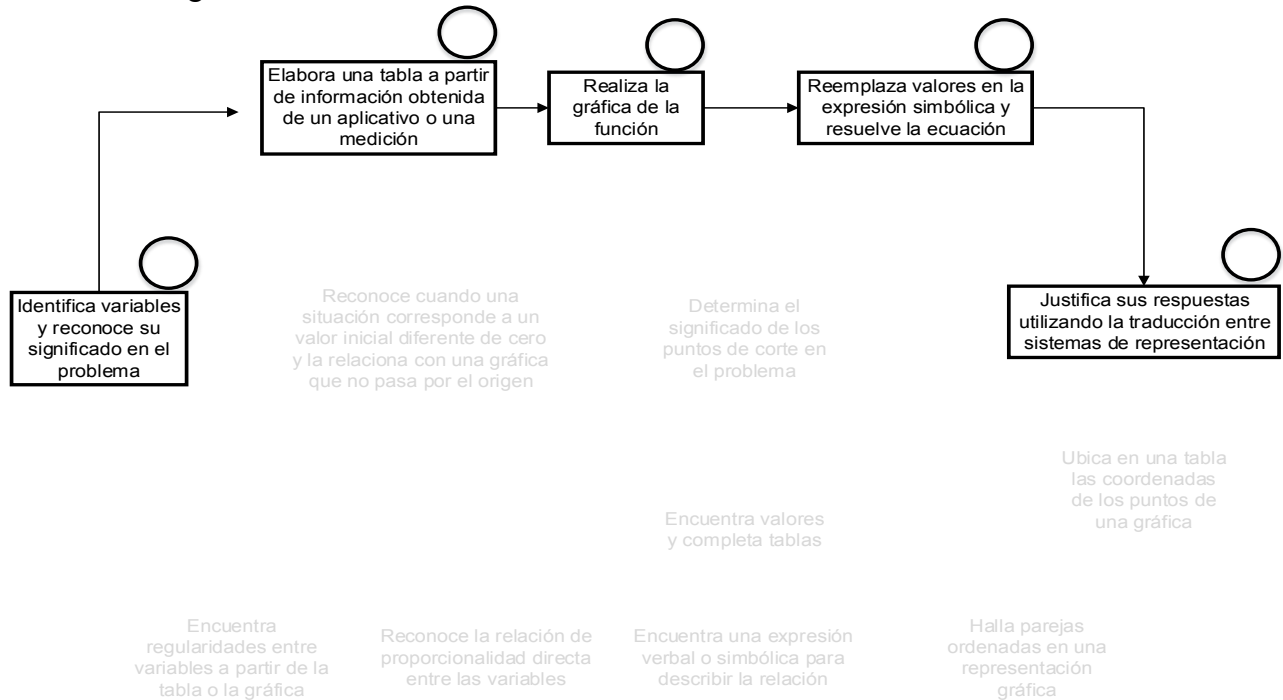 Elabora una tabla a partir
de información obtenida
de un aplicativo o una
medición
Realiza la
gráfica de la
función
Reemplaza valores en la
expresión simbólica y
resuelve la ecuación
Identifica variables
y reconoce su
significado en el
problema
Reconoce cuando una
situación corresponde a un
valor inicial diferente de cero
y la relaciona con una gráfica
que no pasa por el origen
Determina el
significado de los
puntos de corte en
el problema
Justifica sus respuestas
utilizando la traducción entre
sistemas de representación
Ubica en una tabla
las coordenadas
de los puntos de
una gráfica
Encuentra valores
y completa tablas
Encuentra
regularidades entre
variables a partir de la
tabla o la gráfica
Reconoce la relación de
proporcionalidad directa
entre las variables
Encuentra una expresión
verbal o simbólica para
describir la relación
Halla parejas
ordenadas en una
representación
gráfica